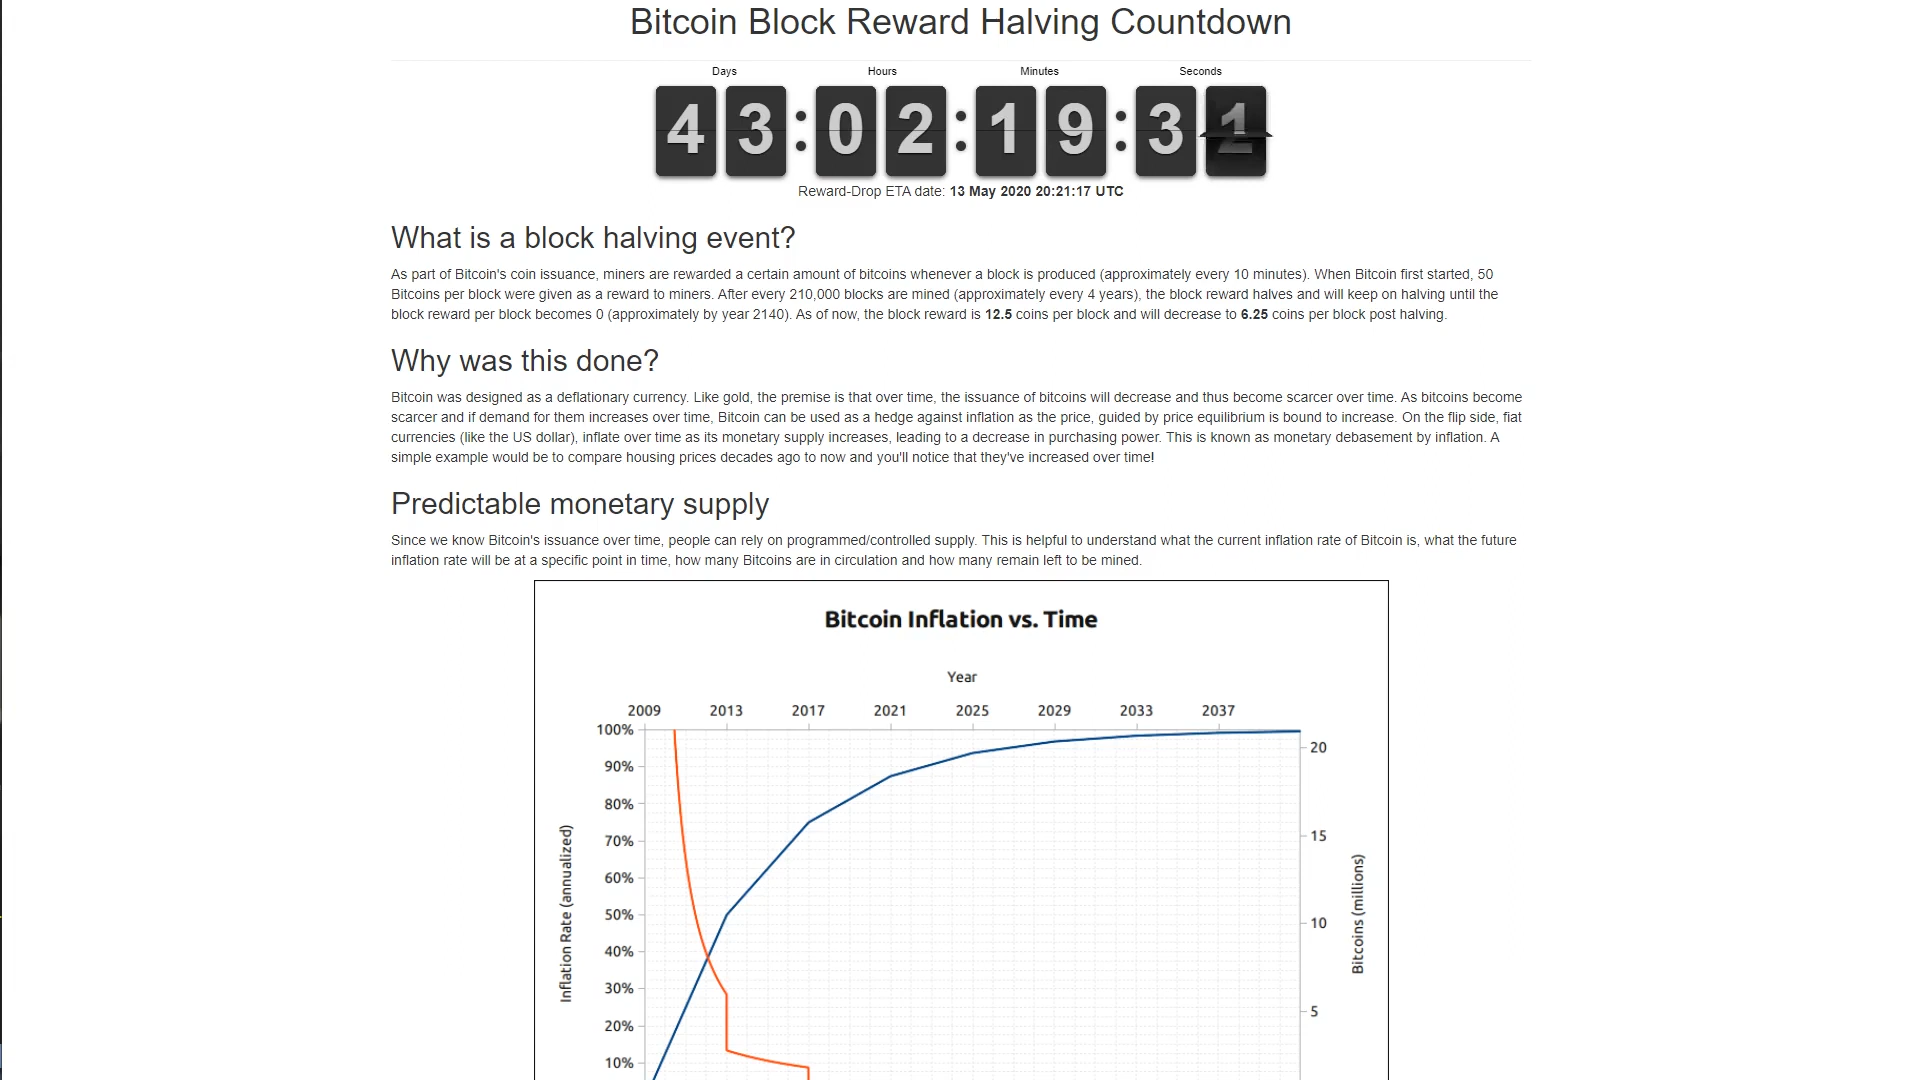 Bitcoin Block Reward Halving Countdown
Days Hours Minutes Seconds
43:02:19:3
Reward-Drop ETA date: 13 May 2020 20:21:17 UTC
What is a block halving event?
As part of Bitcoin's coin issuance, miners are rewarded a certain amount of bitcoins whenever a block is produced (approximately every 10 minutes). When Bitcoin first started, 50
Bitcoins per block were given as a reward to miners. After every 210,000 blocks are mined (approximately every 4 years), the block reward halves and will keep on halving until the
block reward per block becomes 0 (approximately by year 2140). As of now, the block reward is 12.5 coins per block and will decrease to 6.25 coins per block post halving.
Why was this done?
Bitcoin was designed as a deflationary currency. Like gold, the premise is that over time, the issuance of bitcoins will decrease and thus become scarcer over time. As bitcoins become
scarcer and if demand for them increases over time, Bitcoin can be used as a hedge against inflation as the price, guided by price equilibrium is bound to increase. On the flip side, fiat
currencies (like the US dollar), inflate over time as its monetary supply increases, leading to a decrease in purchasing power. This is known as monetary debasement by inflation. A
simple example would be to compare housing prices decades ago to now and you'll notice that they've increased over time!
Predictable monetary supply
Since we know Bitcoin's issuance over time, people can rely on programmed/controlled supply. This is helpful to understand what the current inflation rate of Bitcoin is, what the future
inflation rate will be at a specific point in time, how many Bitcoins are in circulation and how many remain left to be mined.
Bitcoin Inflation vs. Time
Year
2009 2013 2017 2021 2025 2029 2033 2037
100%
90%
80%
70%
60%
50%
40%
30%
20%
10%
Inflation Rate (annualized)
20
15
10
5
Bitcoins (millions)